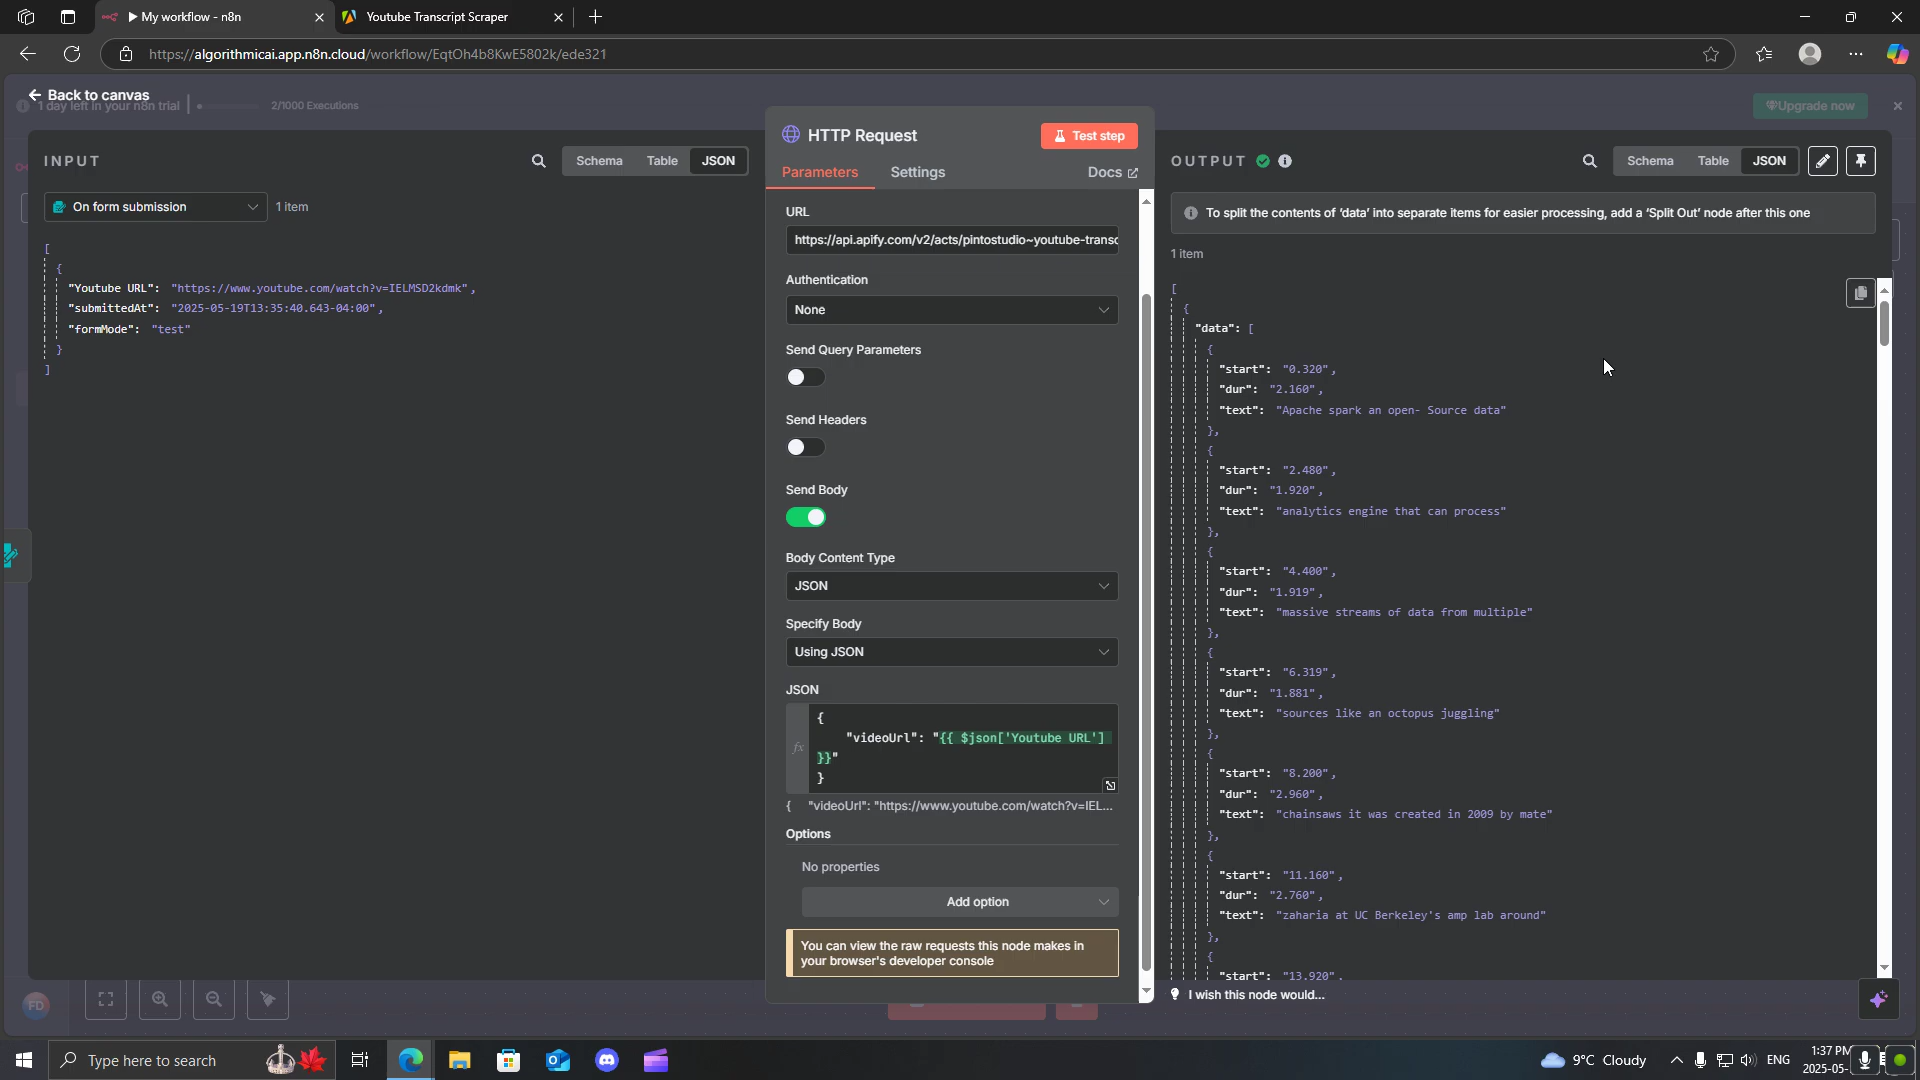 My workflow - n8n
Youtube Transcript Scraper
https://algorithmicai.app.n8n.cloud/workflow/EqtOh4b8KwE5802k/ede321
Back to canvas
1 day left in your n8n trial
2/1000 Executions
Upgrade now
INPUT
Schema
Table
JSON
On form submission
1 item
[
{
"Youtube URL": "https://www.youtube.com/watch?v=IELMSD2kdmk",
"submittedAt": "2025-05-19T13:35:40.643-04:00",
"formMode": "test"
}
]
HTTP Request
Test step
Parameters
Settings
Docs
URL
https://api.apify.com/v2/acts/pintostudio~youtube-transc
Authentication
None
Send Query Parameters
Send Headers
Send Body
Body Content Type
JSON
Specify Body
Using JSON
JSON
fx
{
"videoUrl": "{{ $json['Youtube URL']
}}"
}
{ "videoUrl": "https://www.youtube.com/watch?v=IEL...
Options
No properties
Add option
You can view the raw requests this node makes in
your browser's developer console
OUTPUT
Schema
Table
JSON
To split the contents of 'data' into separate items for easier processing, add a 'Split Out' node after this one
1 item
[
{
"data": [
{
"start": "0.320",
"dur": "2.160",
"text": "Apache spark an open- Source data"
},
{
"start": "2.480",
"dur": "1.920",
"text": "analytics engine that can process"
},
{
"start": "4.400",
"dur": "1.919",
"text": "massive streams of data from multiple"
},
{
"start": "6.319",
"dur": "1.881",
"text": "sources like an octopus juggling"
},
{
"start": "8.200",
"dur": "2.960",
"text": "chainsaws it was created in 2009 by mate"
},
{
"start": "11.160",
"dur": "2.760",
"text": "zaharia at UC Berkeley's amp lab around"
},
{
"start": "13.920",
I wish this node would...
FD
Type here to search
9°C Cloudy
ENG
1:37 PM
2025-05-